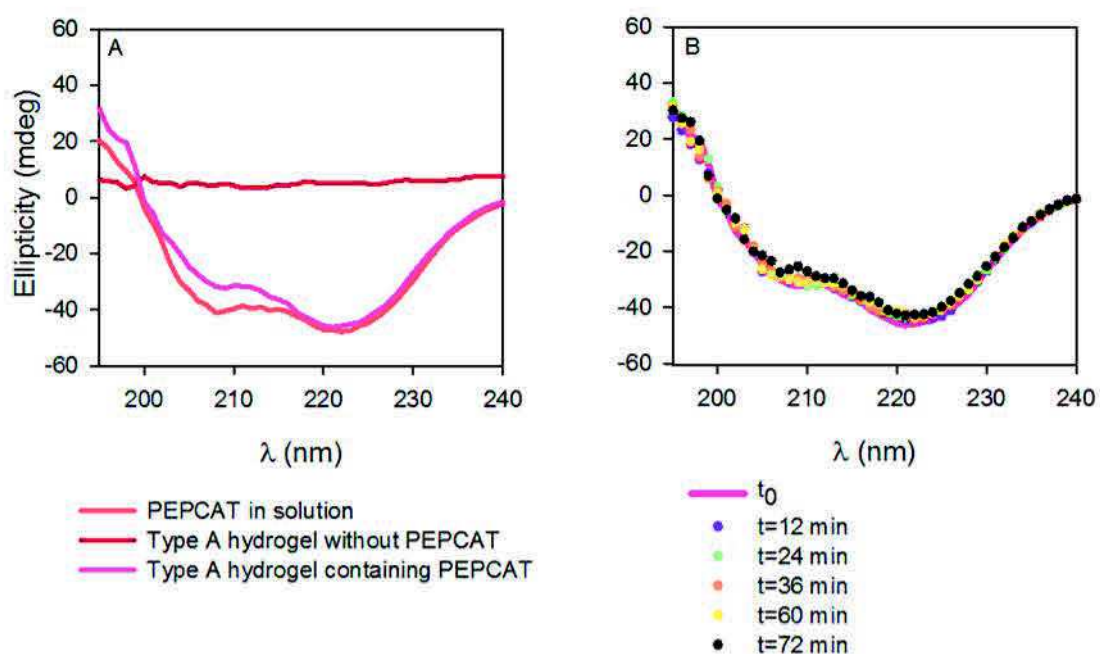 A
Ellipticity (mdeg)
60
40
20
0
-20
-40
-60
200 210 220 230 240
λ (nm)
PEPCAT in solution
Type A hydrogel without PEPCAT
Type A hydrogel containing PEPCAT
B
60
40
20
0
-20
-40
-60
200 210 220 230 240
λ (nm)
t0
t=12 min
t=24 min
t=36 min
t=60 min
t=72 min